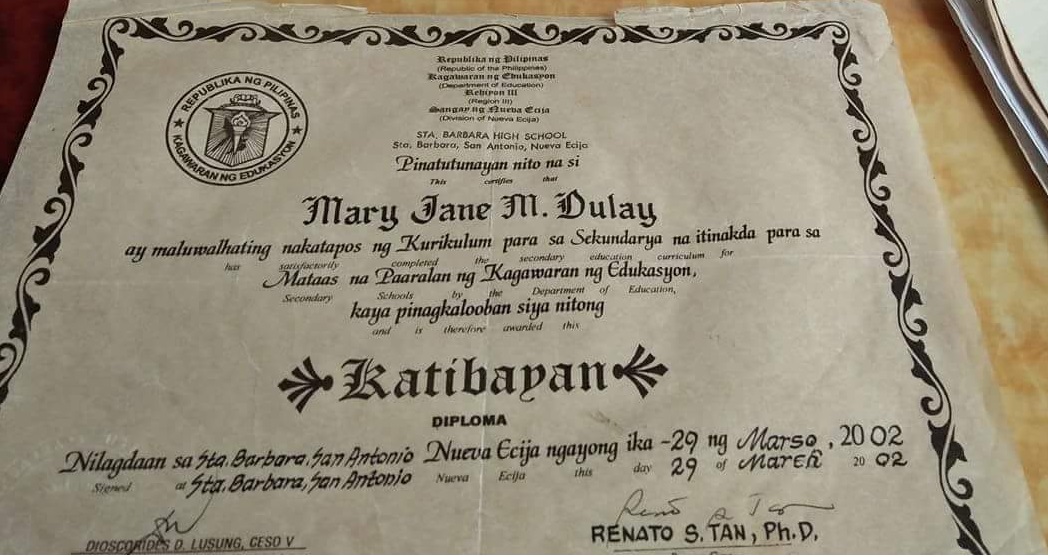 REPUBLIKA NG PILIPINAS
KAGAWARAN NG EDUKASYON
Republika ng Pilipinas
(Republic of the Philippines)
Kagawaran ng Edukasyon
(Department of Education)
Rehiyon III
(Region III)
Sangay ng Nueva Ecija
(Division of Nueva Ecija)
STA. BARBARA HIGH SCHOOL
Sta. Barbara, San Antonio, Nueva Ecija
Pinatutunayan nito na si
This certifies that
Mary Jane M. Dulay
ay maluwalhating nakatapos ng Kurikulum para sa Sekundarya na itinakda para sa
has satisfactorily completed the secondary education curriculum for
Mataas na Paaralan ng Kagawaran ng Edukasyon,
Secondary Schools by the Department of Education,
kaya pinagkalooban siya nitong
and is therefore awarded this
Katibayan
DIPLOMA
Nilagdaan sa Sta. Barbara, San Antonio Nueva Ecija ngayong ika -29 ng Marso, 2002
Signed at Sta. Barbara, San Antonio Nueva Ecija this day 29 of March 20 02
DIOSCORIDES D. LUSUNG, CESO V
RENATO S. TAN, Ph.D.